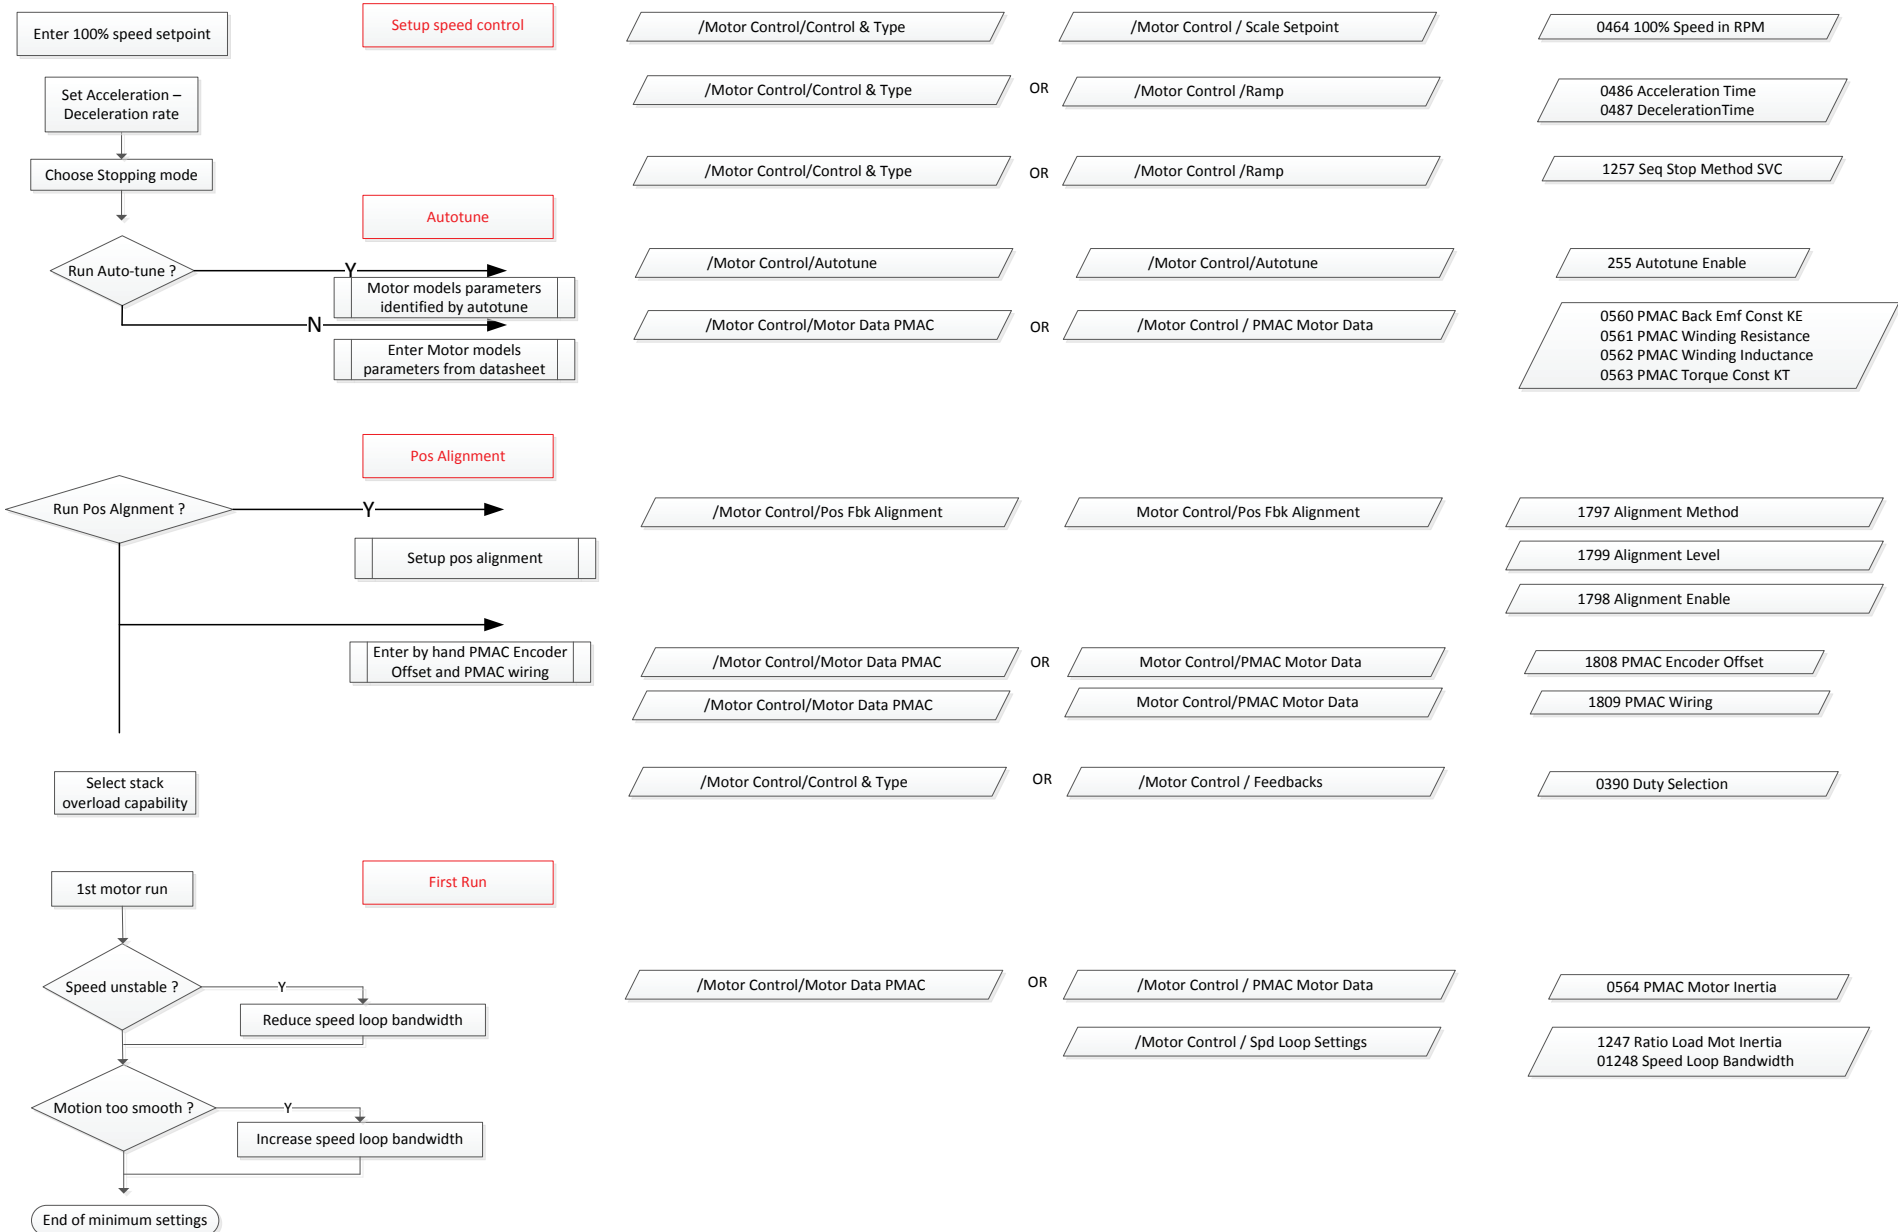 Enter 100% speed setpoint
Setup speed control
/Motor Control/Control & Type
/Motor Control / Scale Setpoint
0464 100% Speed in RPM
Set Acceleration –
Deceleration rate
/Motor Control/Control & Type
OR
/Motor Control /Ramp
0486 Acceleration Time
0487 DecelerationTime
Choose Stopping mode
/Motor Control/Control & Type
OR
/Motor Control /Ramp
1257 Seq Stop Method SVC
Autotune
Run Auto-tune ?
Y
Motor models parameters
identified by autotune
/Motor Control/Autotune
/Motor Control/Autotune
255 Autotune Enable
N
Enter Motor models
parameters from datasheet
/Motor Control/Motor Data PMAC
OR
/Motor Control / PMAC Motor Data
0560 PMAC Back Emf Const KE
0561 PMAC Winding Resistance
0562 PMAC Winding Inductance
0563 PMAC Torque Const KT
Pos Alignment
Run Pos Algnment ?
Y
Setup pos alignment
/Motor Control/Pos Fbk Alignment
Motor Control/Pos Fbk Alignment
1797 Alignment Method
1799 Alignment Level
1798 Alignment Enable
Enter by hand PMAC Encoder
Offset and PMAC wiring
/Motor Control/Motor Data PMAC
OR
Motor Control/PMAC Motor Data
1808 PMAC Encoder Offset
/Motor Control/Motor Data PMAC
Motor Control/PMAC Motor Data
1809 PMAC Wiring
Select stack
overload capability
/Motor Control/Control & Type
OR
/Motor Control / Feedbacks
0390 Duty Selection
1st motor run
First Run
Speed unstable ?
Y
Reduce speed loop bandwidth
/Motor Control/Motor Data PMAC
OR
/Motor Control / PMAC Motor Data
0564 PMAC Motor Inertia
/Motor Control / Spd Loop Settings
1247 Ratio Load Mot Inertia
01248 Speed Loop Bandwidth
Motion too smooth ?
Y
Increase speed loop bandwidth
End of minimum settings